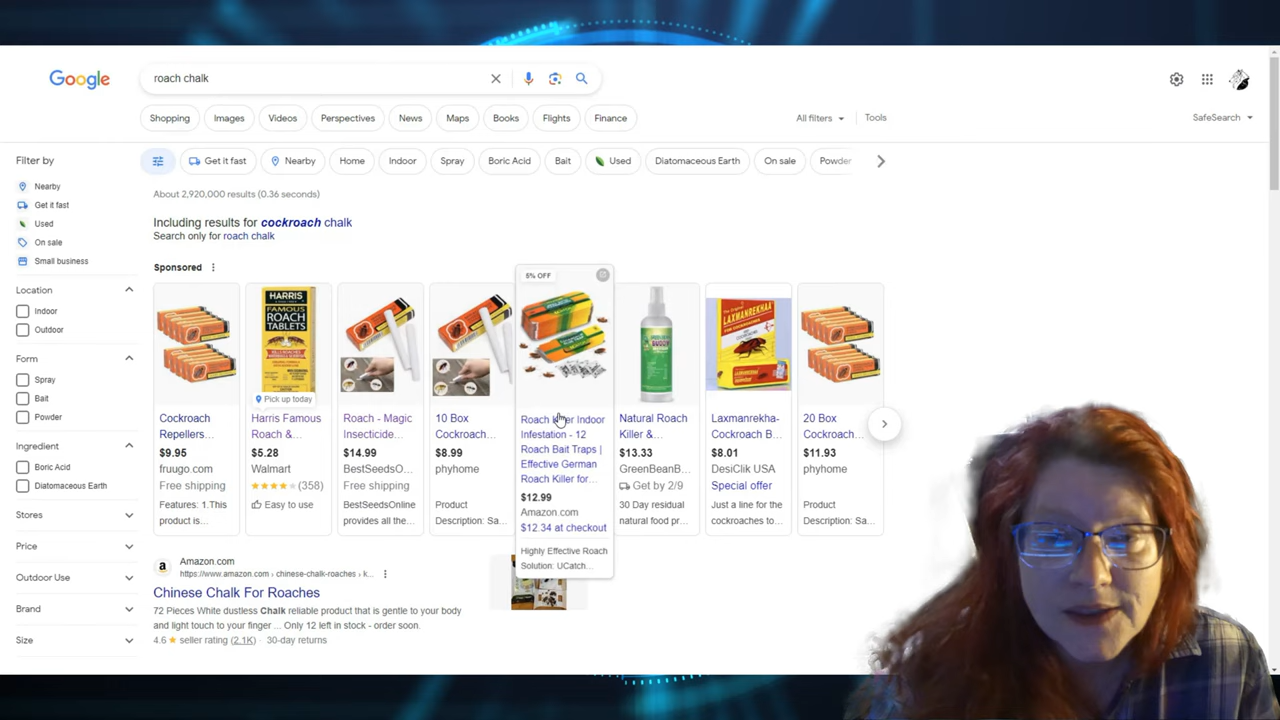 Google
roach chalk
Shopping
Images
Videos
Perspectives
News
Maps
Books
Flights
Finance
All filters
Tools
SafeSearch
Filter by
Nearby
Get it fast
Used
On sale
Small business
Location
Indoor
Outdoor
Form
Spray
Bait
Powder
Ingredient
Boric Acid
Diatomaceous Earth
Stores
Price
Outdoor Use
Brand
Size
Get it fast
Nearby
Home
Indoor
Spray
Boric Acid
Bait
Used
Diatomaceous Earth
On sale
Powder
About 2,920,000 results (0.36 seconds)
Including results for cockroach chalk
Search only for roach chalk
Sponsored
Cockroach
Repellers...
$9.95
fruugo.com
Free shipping
Features: 1.This
product is...
HARRIS
FAMOUS
ROACH
TABLETS
Pick up today
Harris Famous
Roach & ...
$5.28
Walmart
(358)
Easy to use
Roach - Magic
Insecticide...
$14.99
BestSeedsO...
Free shipping
BestSeedsOnline
provides all the...
10 Box
Cockroach...
$8.99
phyhome
Product
Description: Sa...
5% OFF
Roach Killer Indoor
Infestation - 12
Roach Bait Traps |
Effective German
Roach Killer for...
$12.99
Amazon.com
$12.34 at checkout
Highly Effective Roach
Solution: UCatch...
Natural Roach
Killer & ...
$13.33
GreenBeanB...
Get by 2/9
30 Day residual
natural food pr...
LAXMANREKHAA
Laxmanrekha-
Cockroach B...
$8.01
DesiClik USA
Special offer
Just a line for the
cockroaches to...
20 Box
Cockroach...
$11.93
phyhome
Product
Description: Sa...
a
Amazon.com
https://www.amazon.com › chinese-chalk-roaches › k...
Chinese Chalk For Roaches
72 Pieces White dustless Chalk reliable product that is gentle to your body
and light touch to your finger ... Only 12 left in stock - order soon.
4.6 ★ seller rating (2.1K) · 30-day returns